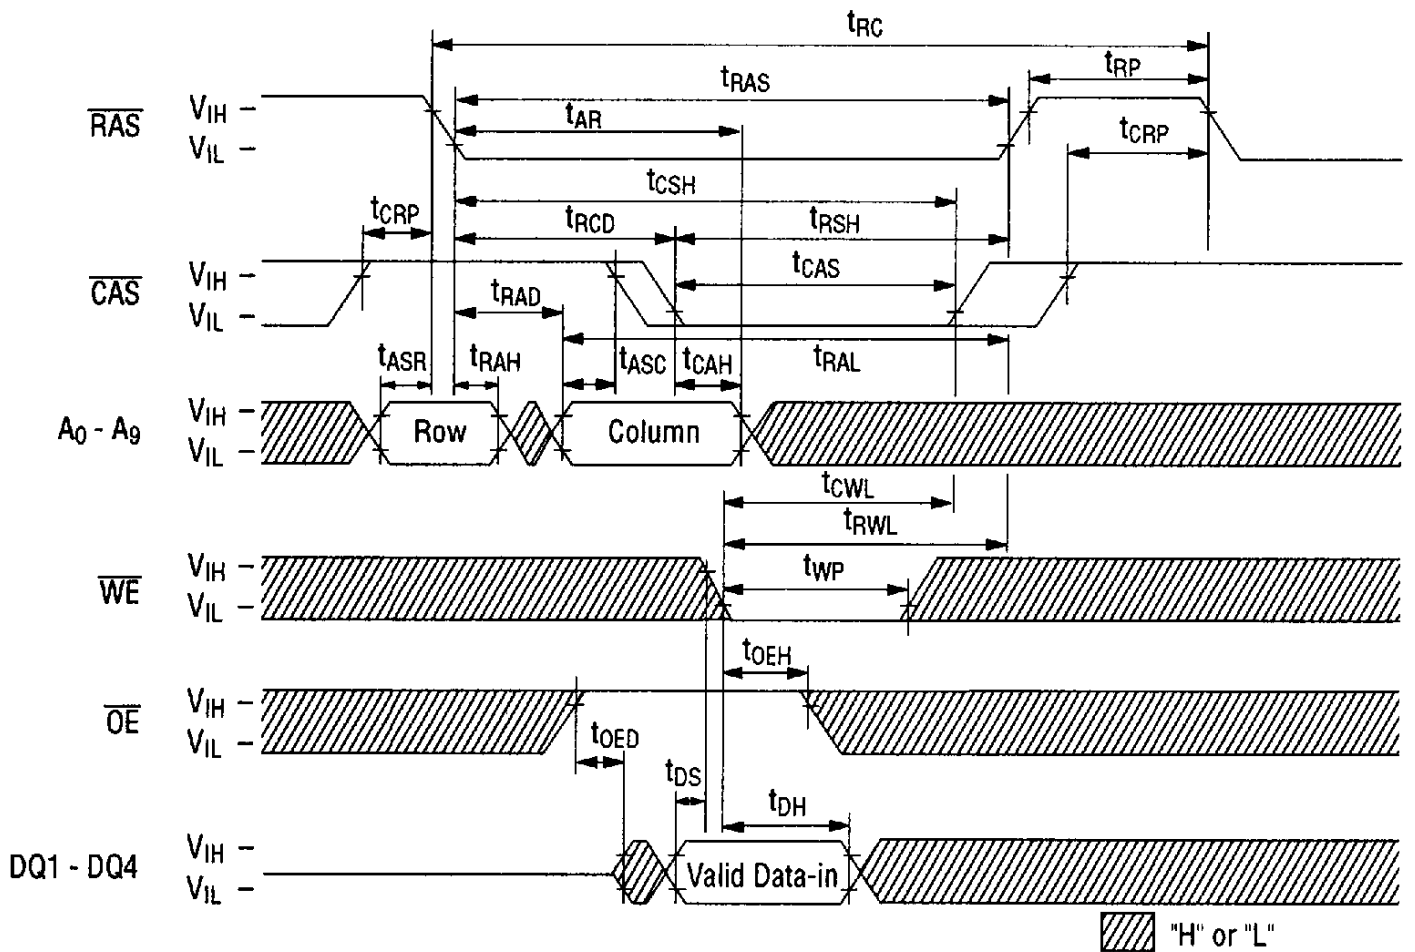 tRC
tRP
tRAS
tAR
tCRP
RAS
VIH
VIL
tCSH
tCRP
tRCD
tRSH
CAS
VIH
VIL
tCAS
tRAD
tASR
tRAH
tASC
tCAH
tRAL
A0 - A9
VIH
VIL
Row
Column
tCWL
tRWL
WE
VIH
VIL
tWP
tOEH
OE
VIH
VIL
tOED
tDS
tDH
DQ1 - DQ4
VIH
VIL
Valid Data-in
"H" or "L"